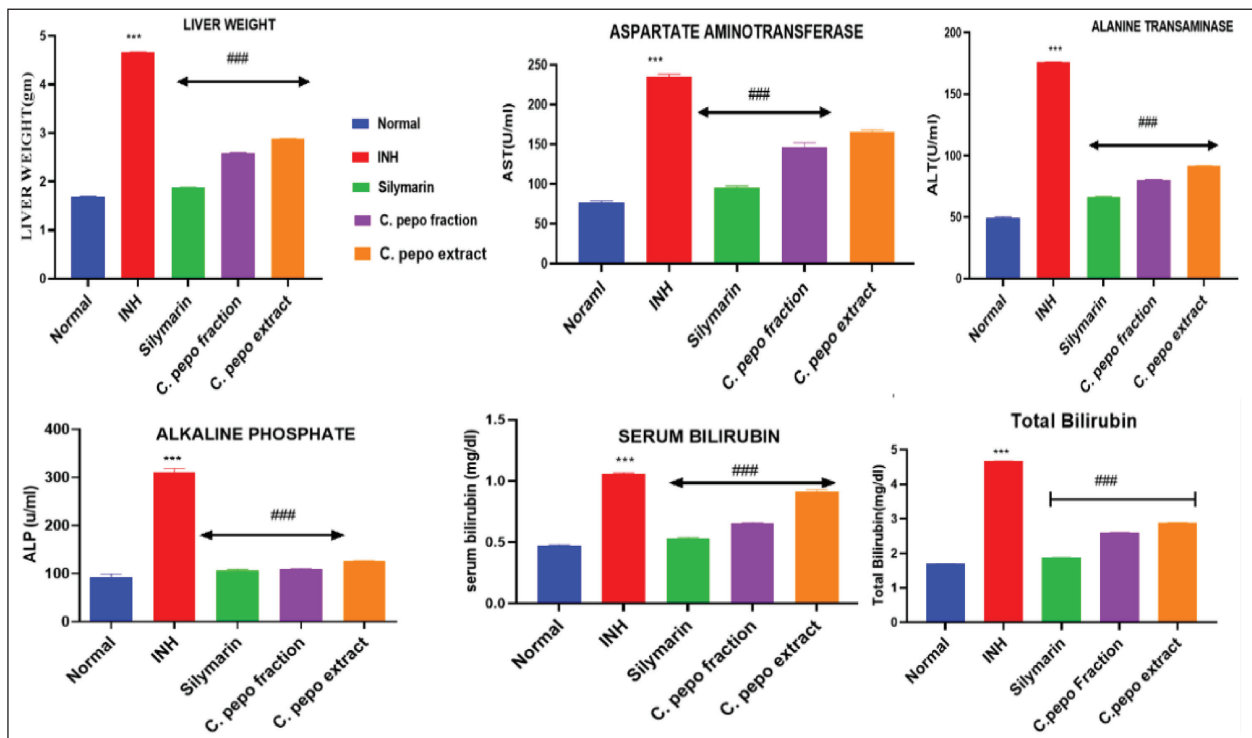 LIVER WEIGHT
LIVER WEIGHT(gm)
5
4
3
2
1
0
***
###
Normal
INH
Silymarin
C. pepo fraction
C. pepo extract
Normal
INH
Silymarin
C. pepo fraction
C. pepo extract
ASPARTATE AMINOTRANSFERASE
AST(U/ml)
250
200
150
100
50
0
***
###
Noraml
INH
Silymarin
C. pepo fraction
C. pepo extract
ALANINE TRANSAMINASE
ALT(U/ml)
200
150
100
50
0
***
###
Normal
INH
Silymarin
C. pepo fraction
C. pepo extract
ALKALINE PHOSPHATE
ALP (u/ml)
400
300
200
100
0
***
###
Normal
INH
Silymarin
C. pepo fraction
C. pepo extract
SERUM BILIRUBIN
serum bilirubin (mg/dl)
1.5
1.0
0.5
0.0
***
###
Normal
INH
Silymarin
C. pepo fraction
C. pepo extract
Total Bilirubin
Total Bilirubin(mg/dl)
5
4
3
2
1
0
***
###
Normal
INH
Silymarin
C.pepo Fraction
C.pepo extract